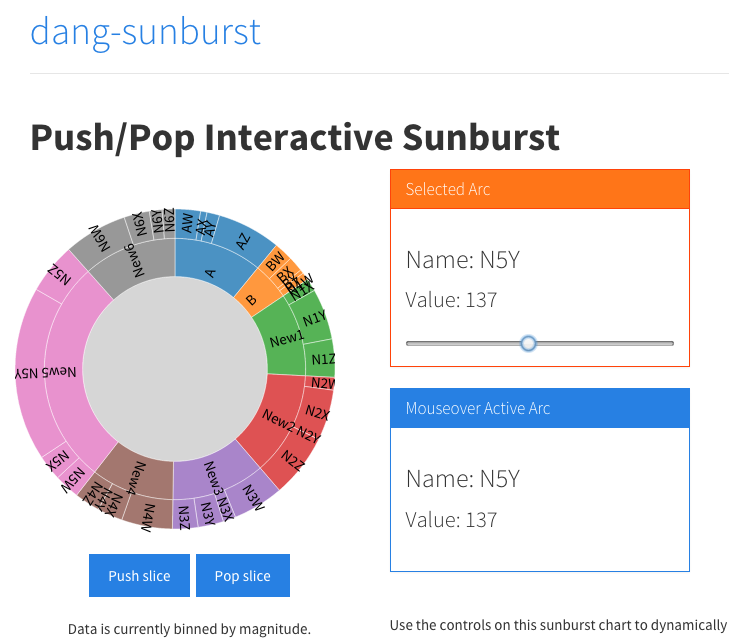 dang-sunburst
Push/Pop Interactive Sunburst
Selected Arc
Name: N5Y
Value: 137
Mouseover Active Arc
Name: N5Y
Value: 137
A
AW
AX
AY
AZ
B
BW
BX
New1
N1X
N1Y
N1Z
New2
N2W
N2X
N2Y
N2Z
New3
N3W
N3X
N3Y
N3Z
New4
N4W
N4X
N4Y
N4Z
New5
N5W
N5X
N5Y
N5Z
New6
N6W
N6X
N6Y
N6Z
Push slice
Pop slice
Data is currently binned by magnitude.
Use the controls on this sunburst chart to dynamically